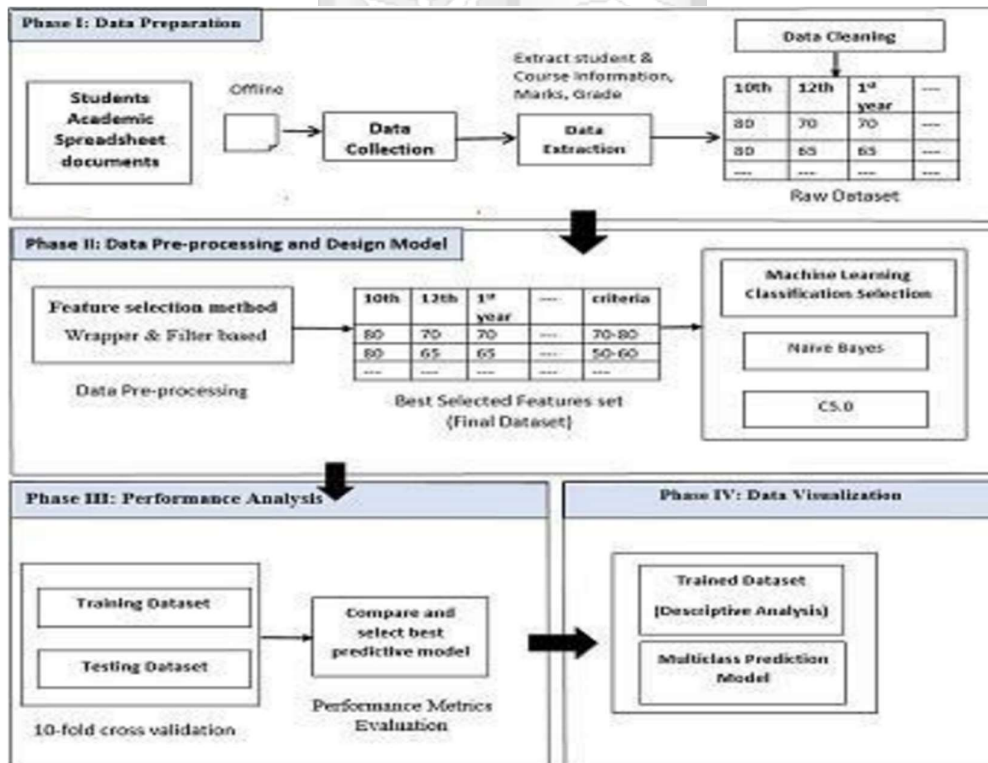 Phase I: Data Preparation
Students
Academic
Spreadsheet
documents
Offline
Data
Collection
Extract student &
Course Information,
Marks, Grade
Data
Extraction
Data Cleaning
10th 12th 1st year ---
80 70 70 ---
80 65 65 ---
--- --- --- ---
Raw Dataset
Phase II: Data Pre-processing and Design Model
Feature selection method
Wrapper & Filter based
Data Pre-processing
10th 12th 1st year --- criteria
80 70 70 --- 70-80
80 65 65 --- 50-60
--- --- --- --- ---
Best Selected Features set
(Final Dataset)
Machine Learning
Classification Selection
Naive Bayes
C5.0
Phase III: Performance Analysis
Training Dataset
Testing Dataset
10-fold cross validation
Compare and
select best
predictive model
Performance Metrics
Evaluation
Phase IV: Data Visualization
Trained Dataset
(Descriptive Analysis)
Multiclass Prediction
Model